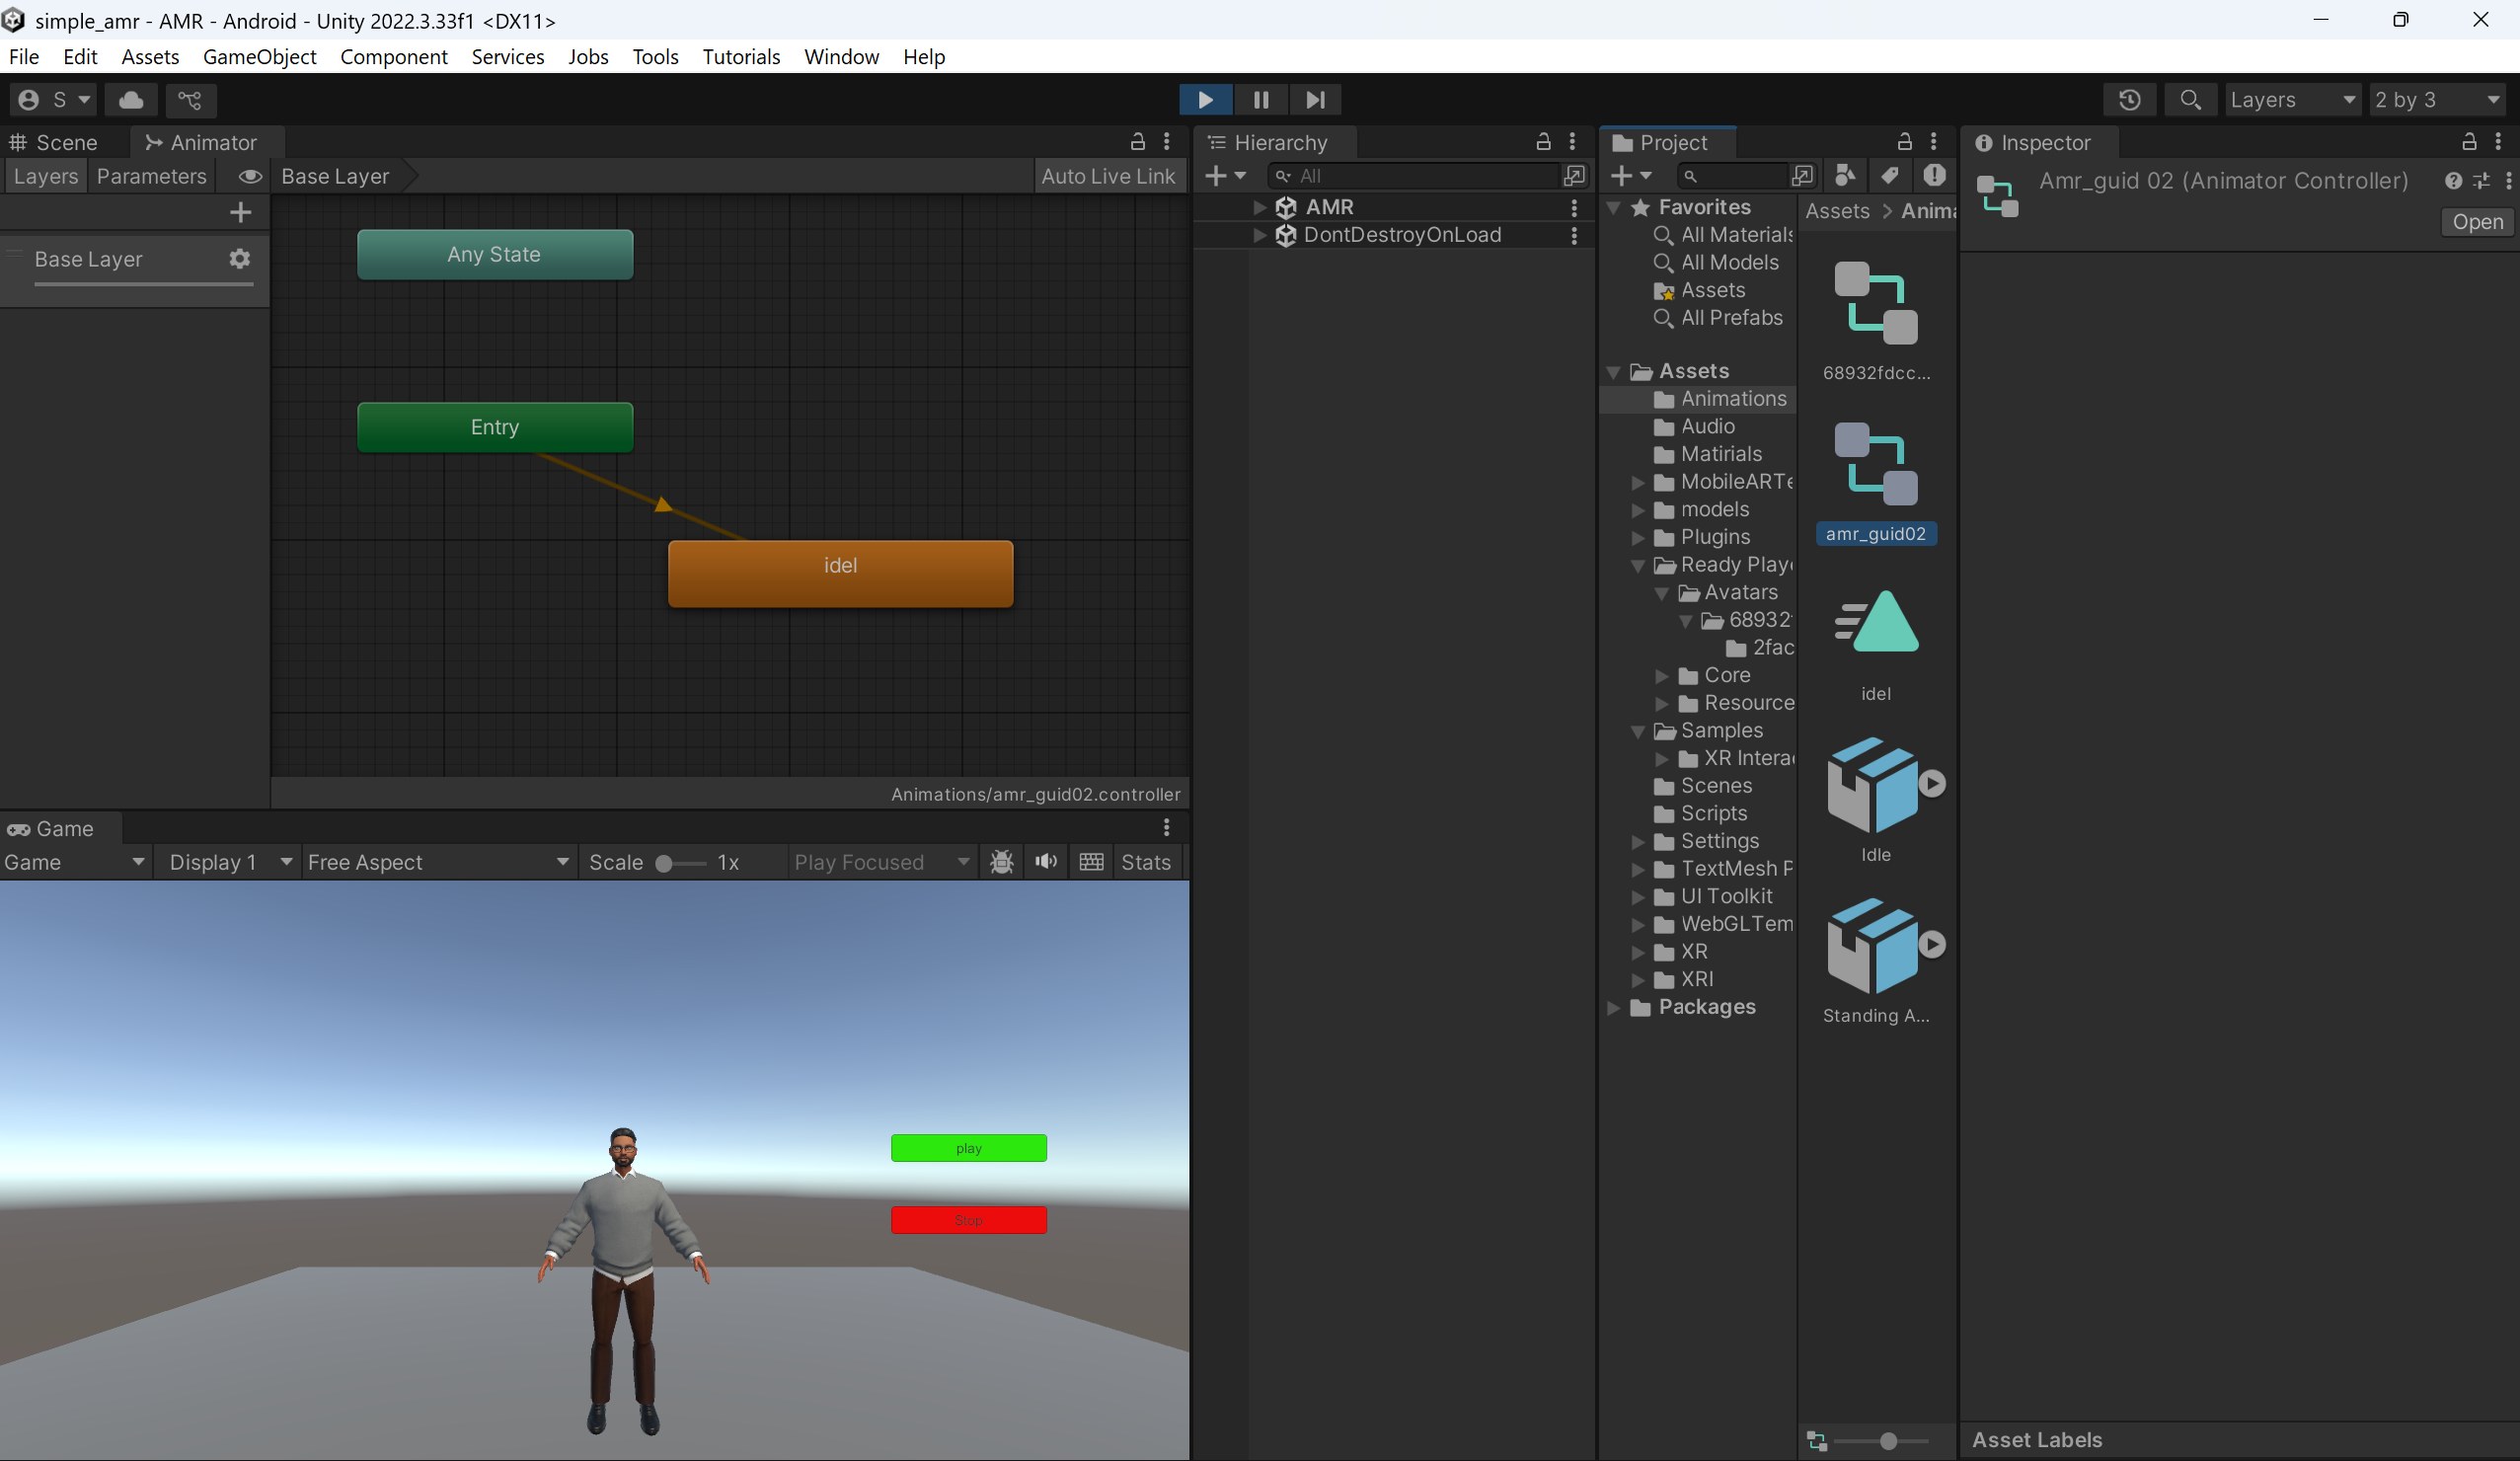 simple_amr - AMR - Android - Unity 2022.3.33f1 <DX11>
File Edit Assets GameObject Component Services Jobs Tools Tutorials Window Help
S
Layers
2 by 3
Scene
Animator
Layers
Parameters
Base Layer
Auto Live Link
Base Layer
Any State
Entry
idel
Animations/amr_guid02.controller
Game
Game
Display 1
Free Aspect
Scale
1x
Play Focused
Stats
play
Stop
Hierarchy
All
AMR
DontDestroyOnLoad
Project
Favorites
All Materials
All Models
Assets
All Prefabs
Assets
Animations
Audio
Matirials
MobileARTe
models
Plugins
Ready Playe
Avatars
68932
2fac
Core
Resource
Samples
XR Interac
Scenes
Scripts
Settings
TextMesh P
UI Toolkit
WebGLTem
XR
XRI
Packages
Assets > Anima
68932fdcc...
amr_guid02
idel
Idle
Standing A...
Inspector
Amr_guid 02 (Animator Controller)
Open
Asset Labels